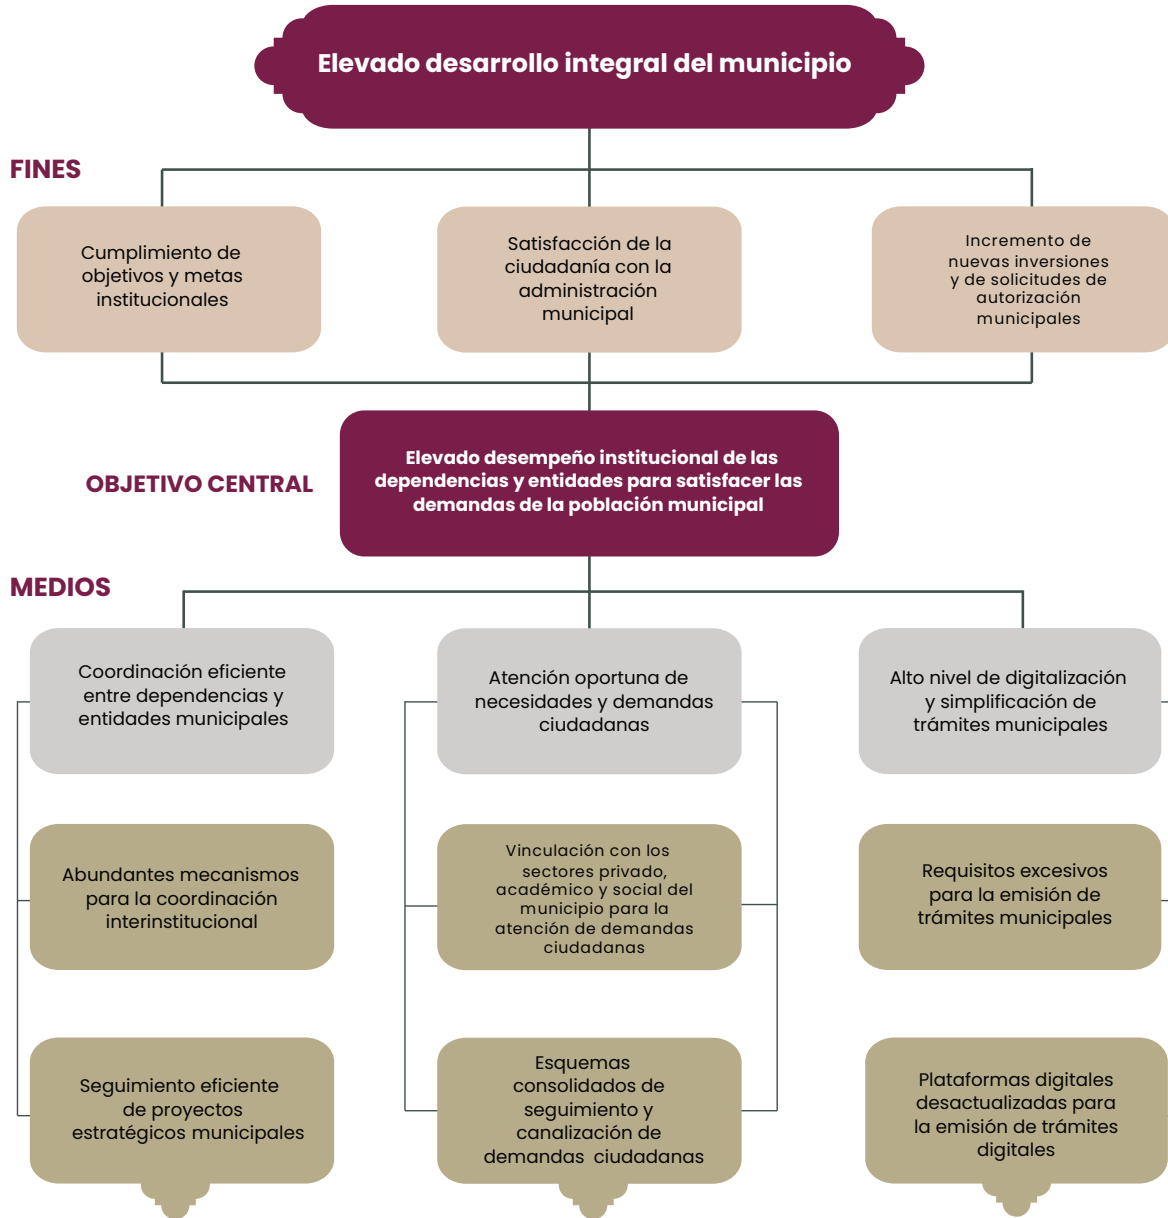 Elevado desarrollo integral del municipio
FINES
Cumplimiento de
objetivos y metas
institucionales
Satisfacción de la
ciudadanía con la
administración
municipal
Incremento de
nuevas inversiones
y de solicitudes de
autorización
municipales
OBJETIVO CENTRAL
Elevado desempeño institucional de las
dependencias y entidades para satisfacer las
demandas de la población municipal
MEDIOS
Coordinación eficiente
entre dependencias y
entidades municipales
Atención oportuna de
necesidades y demandas
ciudadanas
Alto nivel de digitalización
y simplificación de
trámites municipales
Abundantes mecanismos
para la coordinación
interinstitucional
Vinculación con los
sectores privado,
académico y social del
municipio para la
atención de demandas
ciudadanas
Requisitos excesivos
para la emisión de
trámites municipales
Seguimiento eficiente
de proyectos
estratégicos municipales
Esquemas
consolidados de
seguimiento y
canalización de
demandas ciudadanas
Plataformas digitales
desactualizadas para
la emisión de trámites
digitales